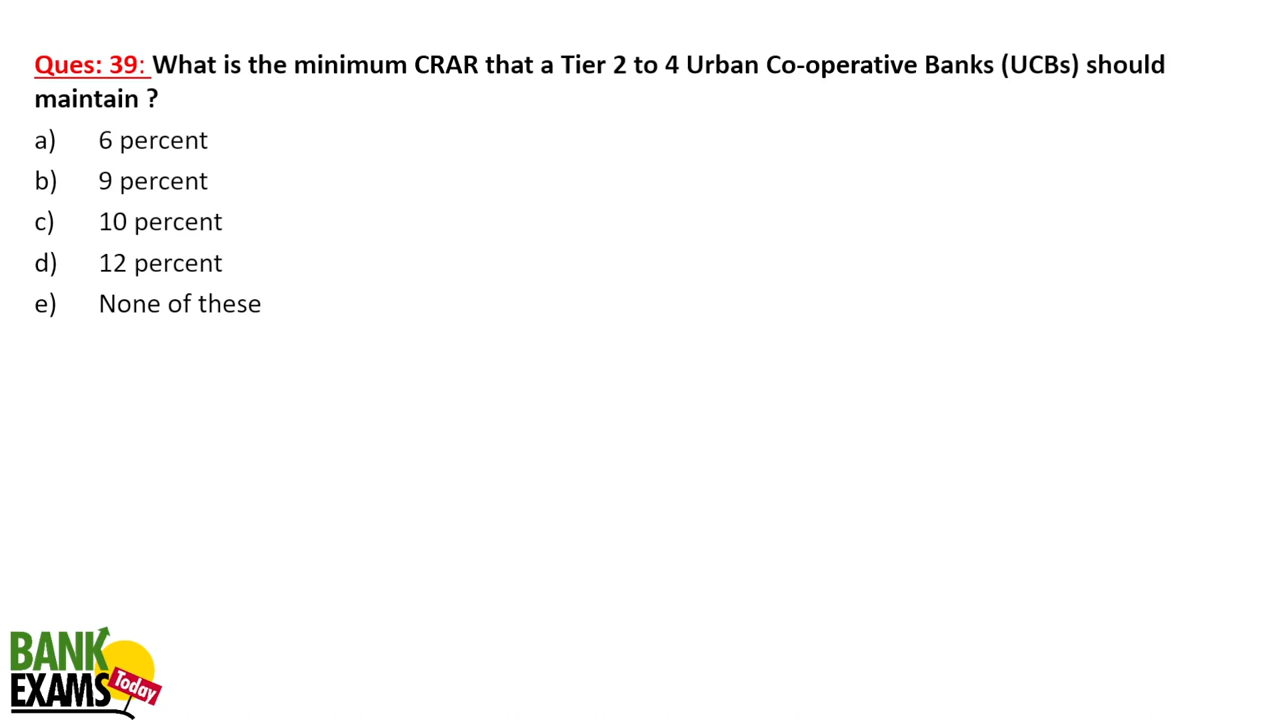 Ques: 39: What is the minimum CRAR that a Tier 2 to 4 Urban Co-operative Banks (UCBs) should
maintain ?
a) 6 percent
b) 9 percent
c) 10 percent
d) 12 percent
e) None of these
BANK
EXAMS
Today